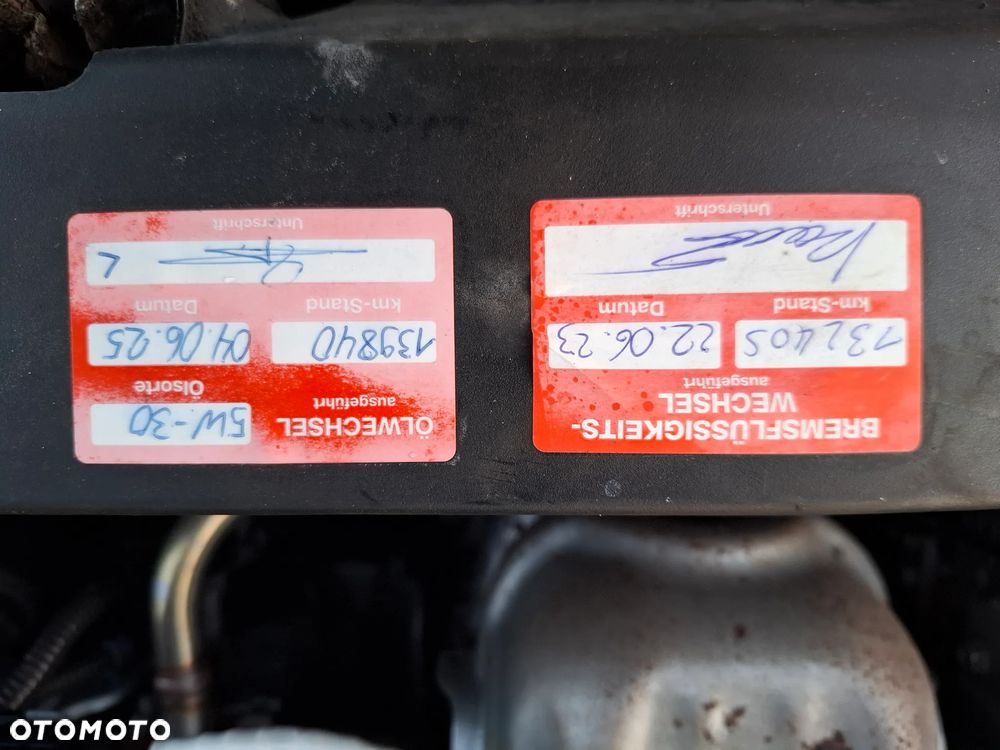 BREMSFLÜSSIGKEITS-
WECHSEL
ausgeführt
km-Stand
Datum
132405
22.06.23
Unterschrift
ÖLWECHSEL
ausgeführt
5W-30
Ölsorte
139840
04.06.25
km-Stand
Datum
Unterschrift
OTOMOTO